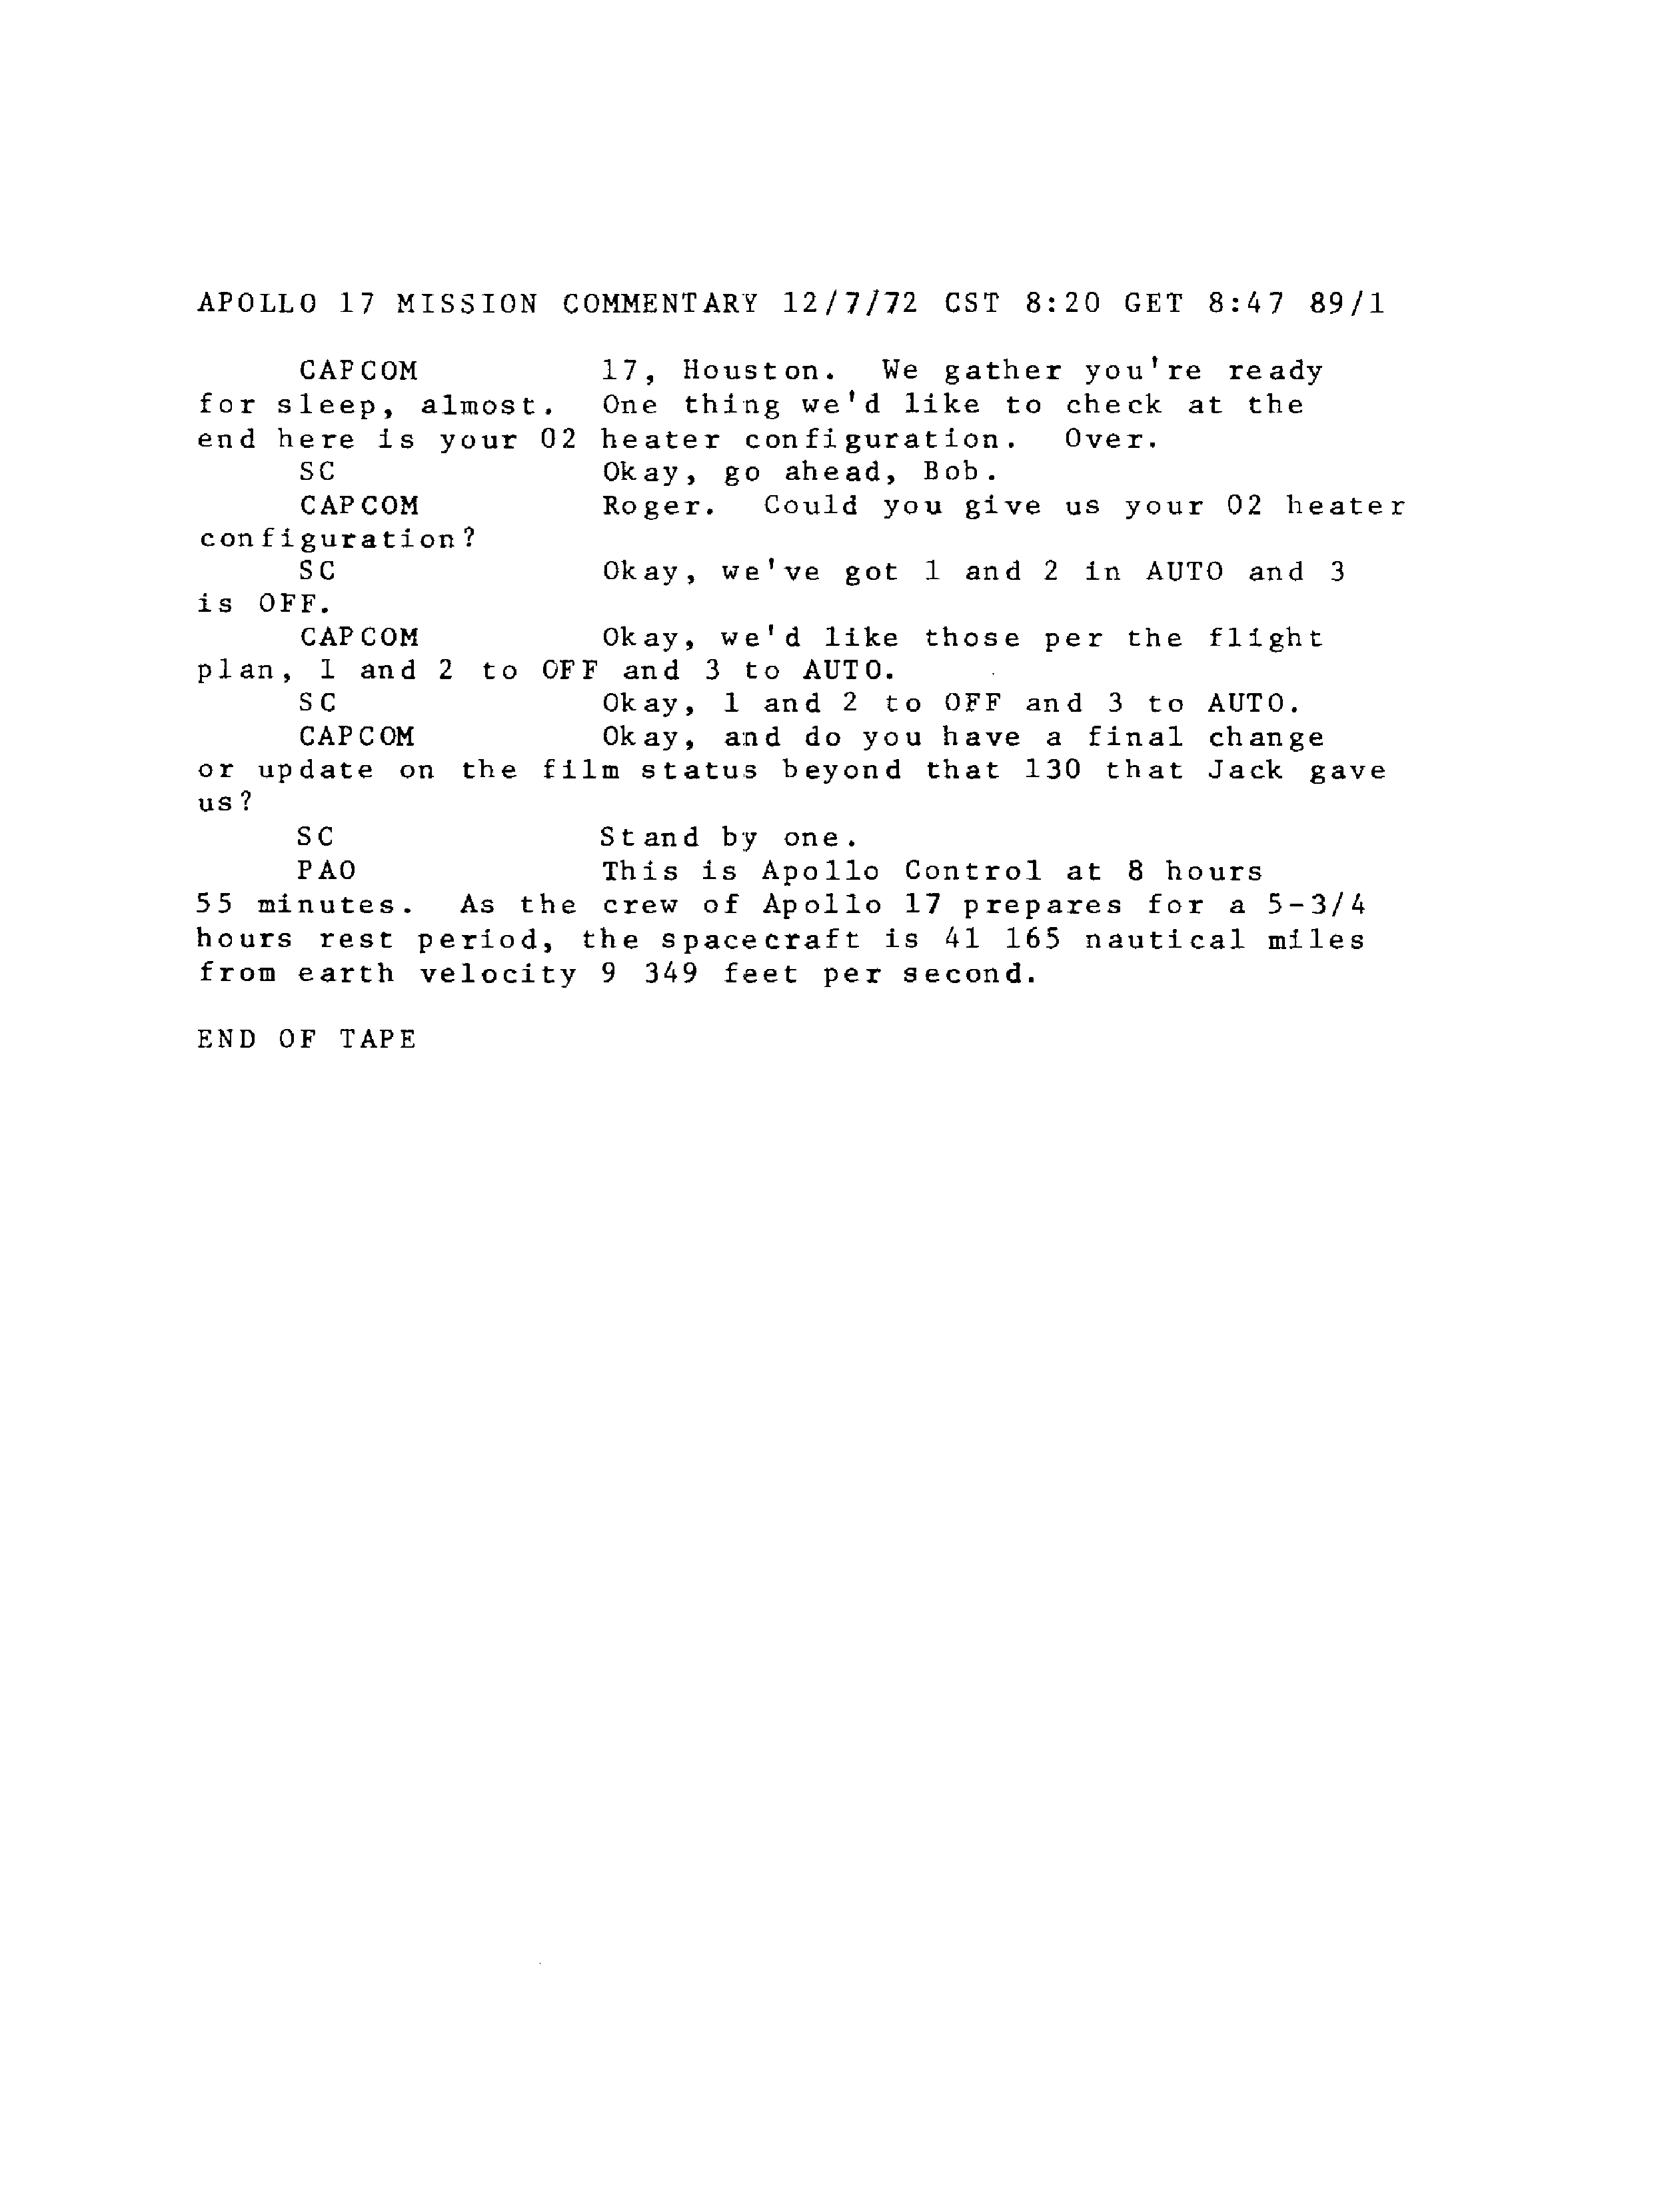 APOLLO 17 MISSION COMMENTARY 12/7/72 CST 8:20 GET 8:47 89/1
CAPCOM 17, Houston. We gather you're ready
for sleep, almost. One thing we'd like to check at the
end here is your 02 heater configuration. Over.
SC Okay, go ahead, Bob.
CAPCOM Roger. Could you give us your 02 heater
configuration?
SC Okay, we've got 1 and 2 in AUTO and 3
is OFF.
CAPCOM Okay, we'd like those per the flight
plan, 1 and 2 to OFF and 3 to AUTO.
SC Okay, 1 and 2 to OFF and 3 to AUTO.
CAPCOM Okay, and do you have a final change
or update on the film status beyond that 130 that Jack gave
us?
SC Stand by one.
PAO This is Apollo Control at 8 hours
55 minutes. As the crew of Apollo 17 prepares for a 5-3/4
hours rest period, the spacecraft is 41 165 nautical miles
from earth velocity 9 349 feet per second.
END OF TAPE